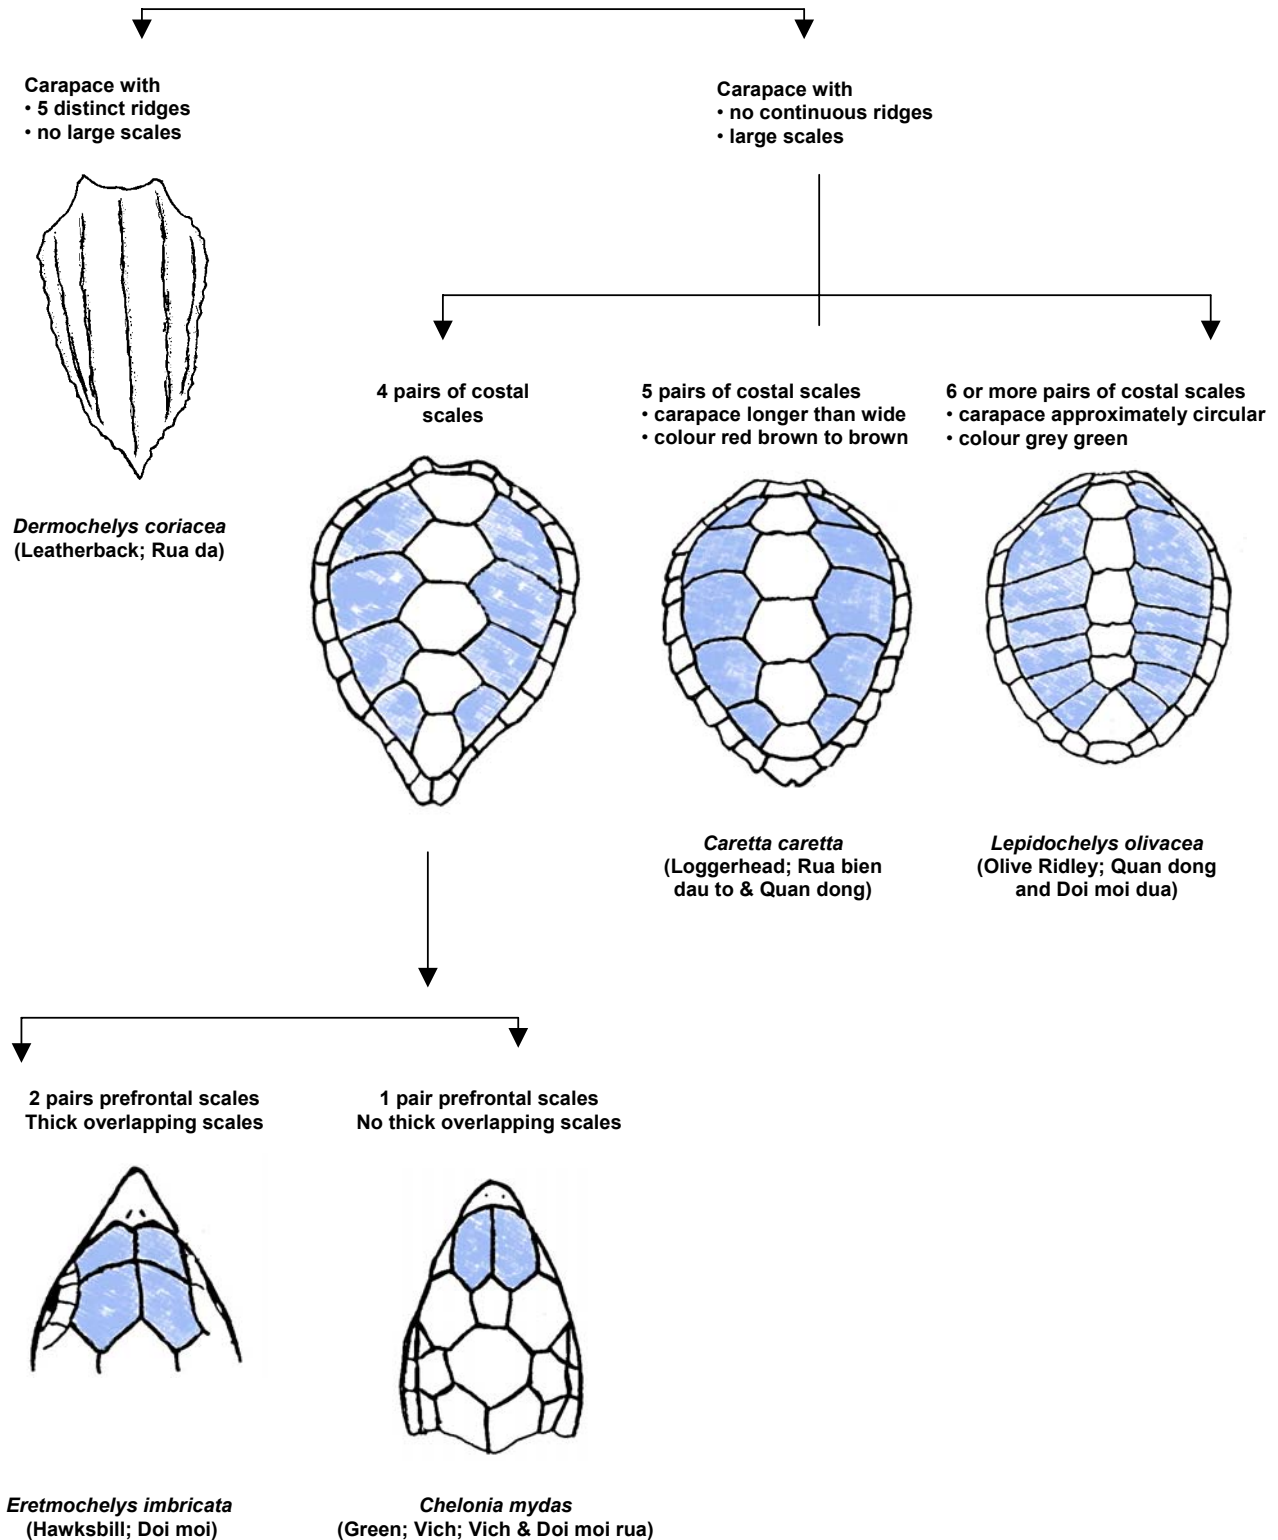 Carapace with
• 5 distinct ridges
• no large scales
Carapace with
• no continuous ridges
• large scales
Dermochelys coriacea
(Leatherback; Rua da)
4 pairs of costal
scales
5 pairs of costal scales
• carapace longer than wide
• colour red brown to brown
6 or more pairs of costal scales
• carapace approximately circular
• colour grey green
Caretta caretta
(Loggerhead; Rua bien
dau to & Quan dong)
Lepidochelys olivacea
(Olive Ridley; Quan dong
and Doi moi dua)
2 pairs prefrontal scales
Thick overlapping scales
1 pair prefrontal scales
No thick overlapping scales
Eretmochelys imbricata
(Hawksbill; Doi moi)
Chelonia mydas
(Green; Vich; Vich & Doi moi rua)